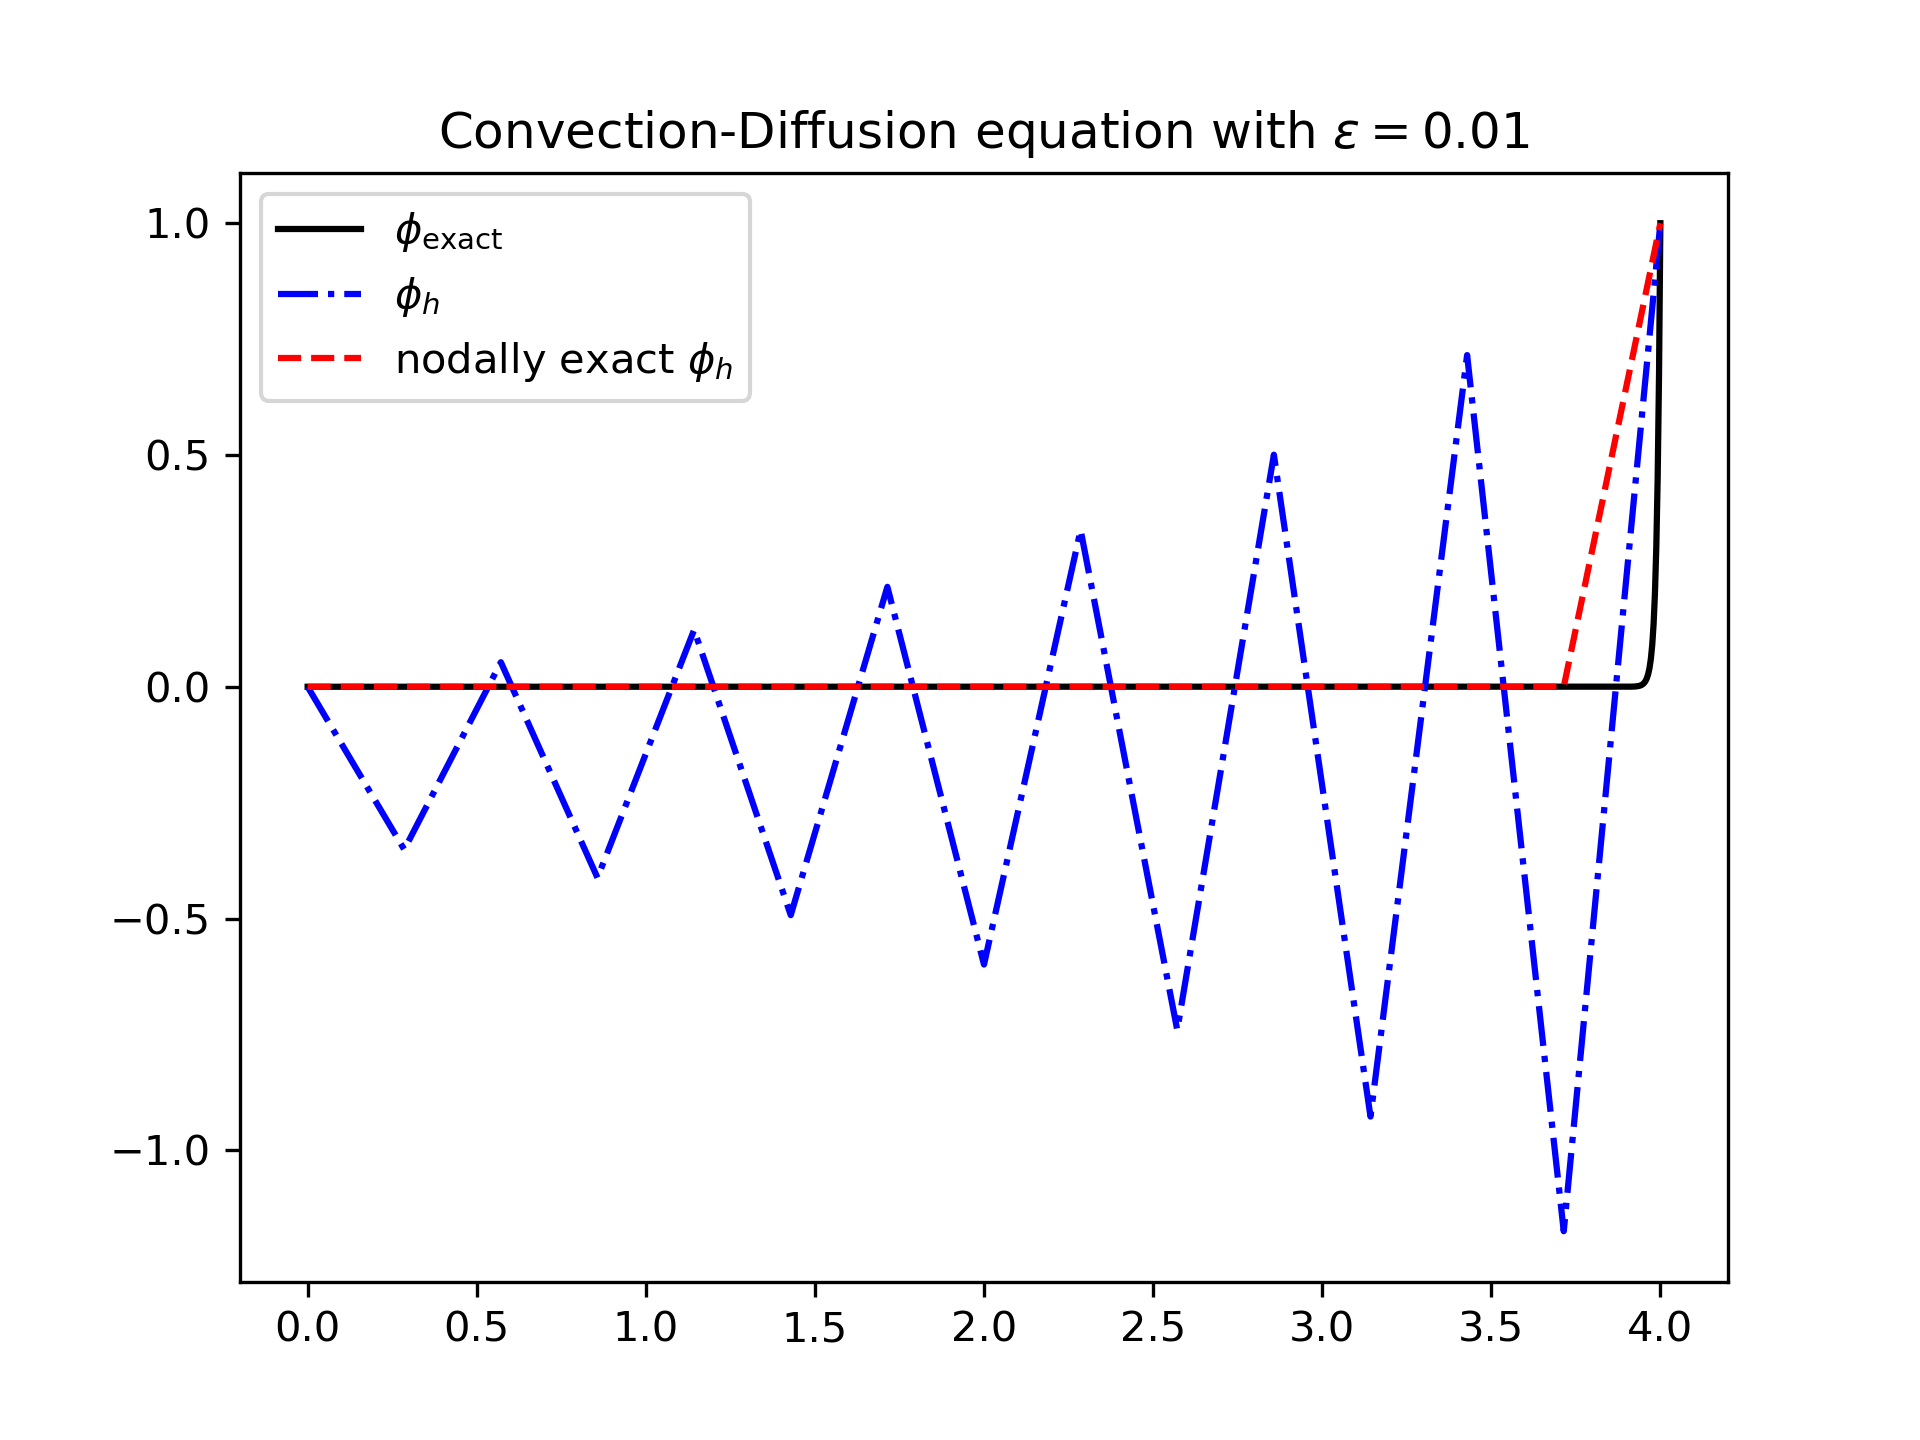 Convection-Diffusion equation with ε = 0.01
ϕexact
ϕh
nodally exact ϕh
1.0
0.5
0.0
−0.5
−1.0
0.0 0.5 1.0 1.5 2.0 2.5 3.0 3.5 4.0